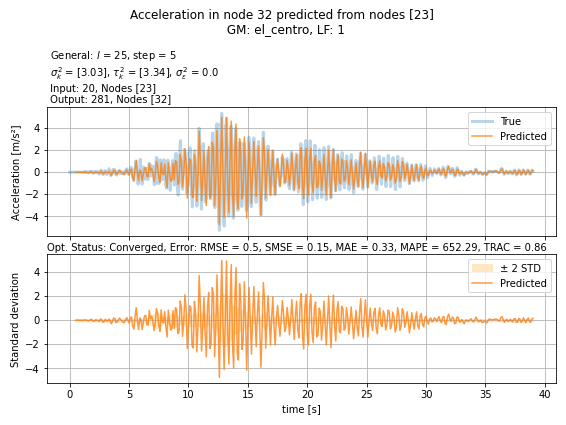 Acceleration in node 32 predicted from nodes [23]
GM: el_centro, LF: 1
General: l = 25, step = 5
σ²ₖ = [3.03], τ²ₖ = [3.34], σ²ε = 0.0
Input: 20, Nodes [23]
Output: 281, Nodes [32]
Acceleration [m/s²]
4
2
0
−2
−4
True
Predicted
Opt. Status: Converged, Error: RMSE = 0.5, SMSE = 0.15, MAE = 0.33, MAPE = 652.29, TRAC = 0.86
Standard deviation
4
2
0
−2
−4
± 2 STD
Predicted
0 5 10 15 20 25 30 35 40
time [s]